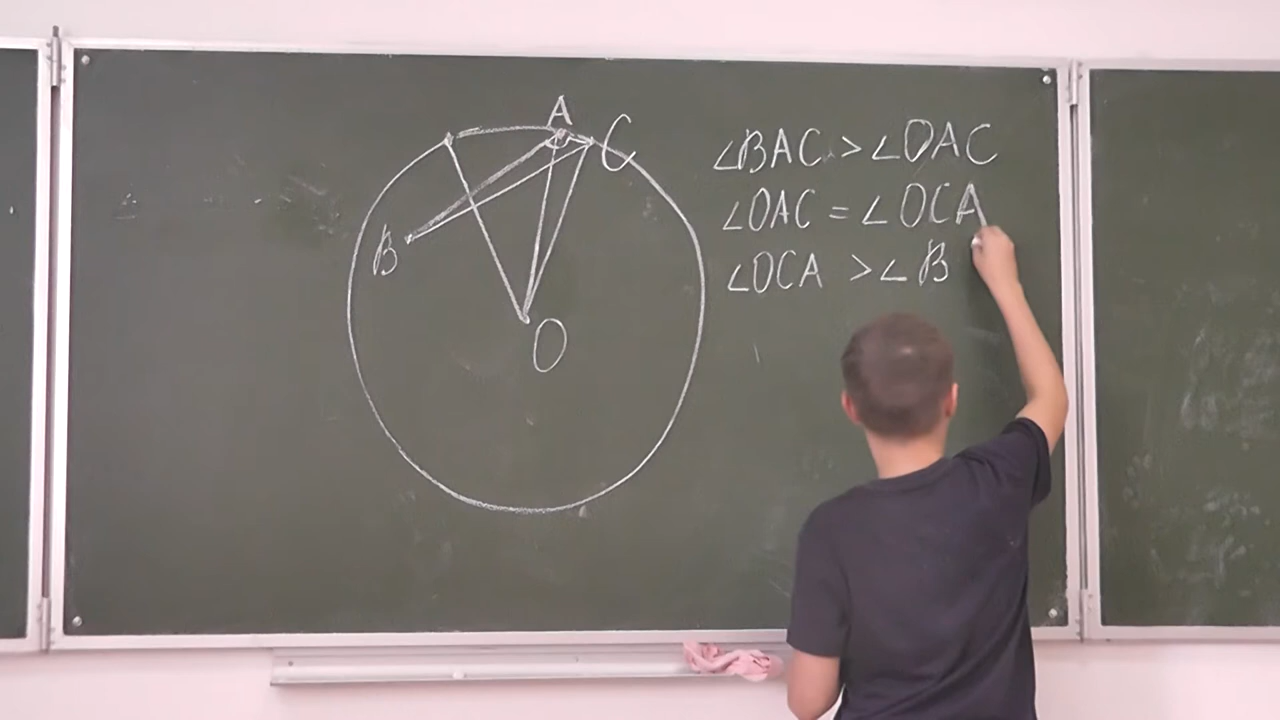 A
C
B
O
∠BAC > ∠OAC
∠OAC = ∠OCA
∠OCA > ∠B